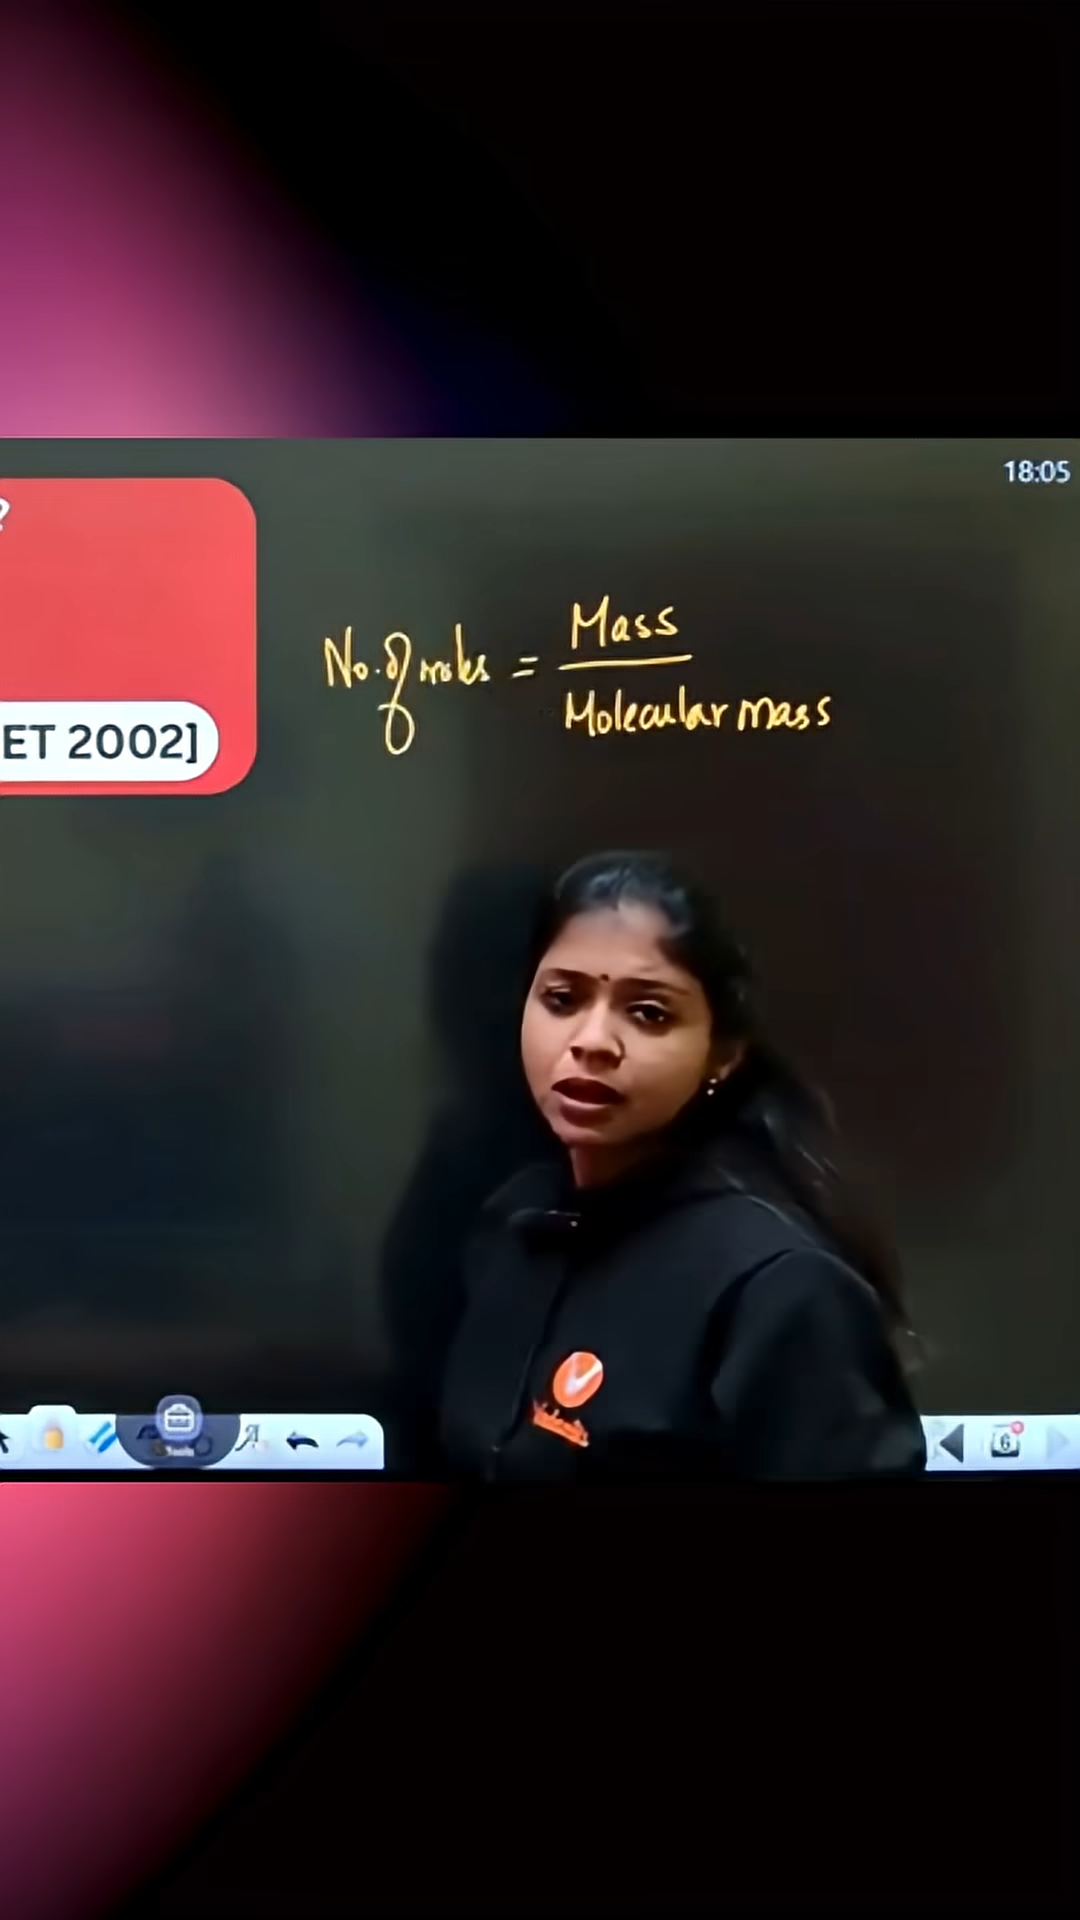 18:05
?
No. of moles = Mass
Molecular mass
ET 2002]